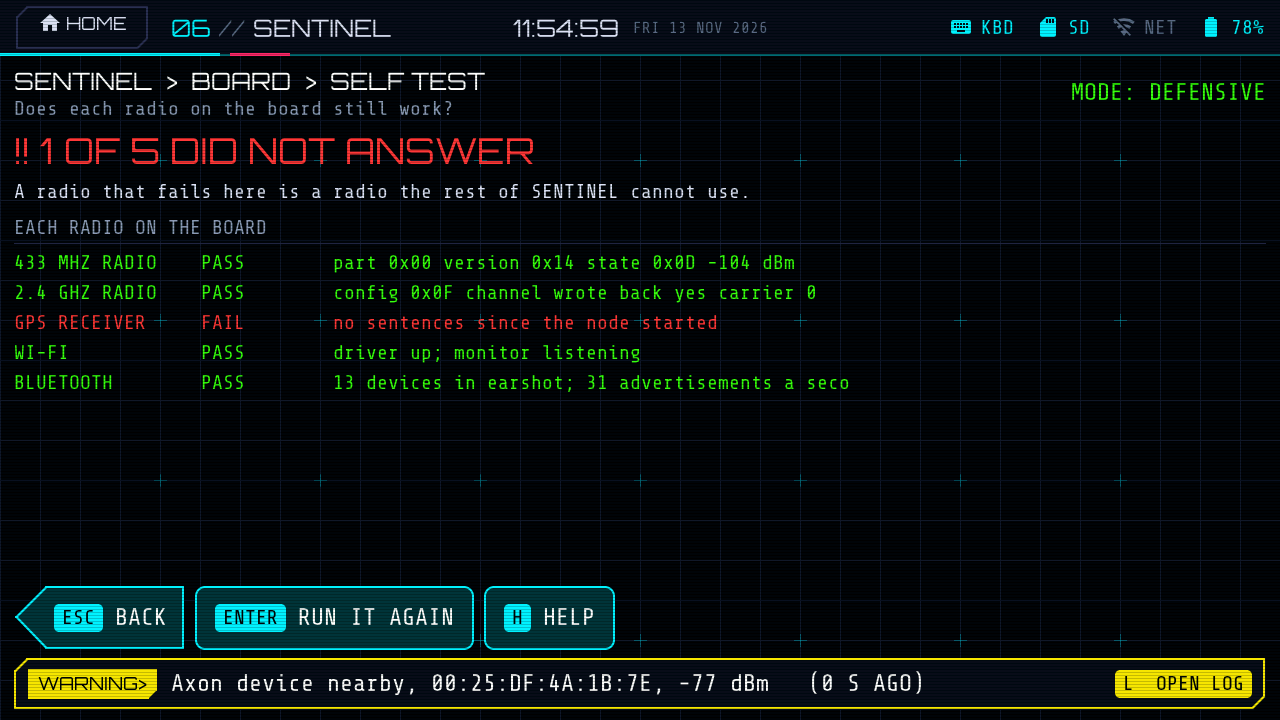 HOME
06 // SENTINEL
11:54:59 FRI 13 NOV 2026
KBD SD NET 78%
SENTINEL > BOARD > SELF TEST
Does each radio on the board still work?
MODE: DEFENSIVE
!! 1 OF 5 DID NOT ANSWER
A radio that fails here is a radio the rest of SENTINEL cannot use.
EACH RADIO ON THE BOARD
433 MHZ RADIO PASS part 0x00 version 0x14 state 0x0D -104 dBm
2.4 GHZ RADIO PASS config 0x0F channel wrote back yes carrier 0
GPS RECEIVER FAIL no sentences since the node started
WI-FI PASS driver up; monitor listening
BLUETOOTH PASS 13 devices in earshot; 31 advertisements a seco
ESC BACK ENTER RUN IT AGAIN H HELP
WARNING> Axon device nearby, 00:25:DF:4A:1B:7E, -77 dBm (0 S AGO) L OPEN LOG